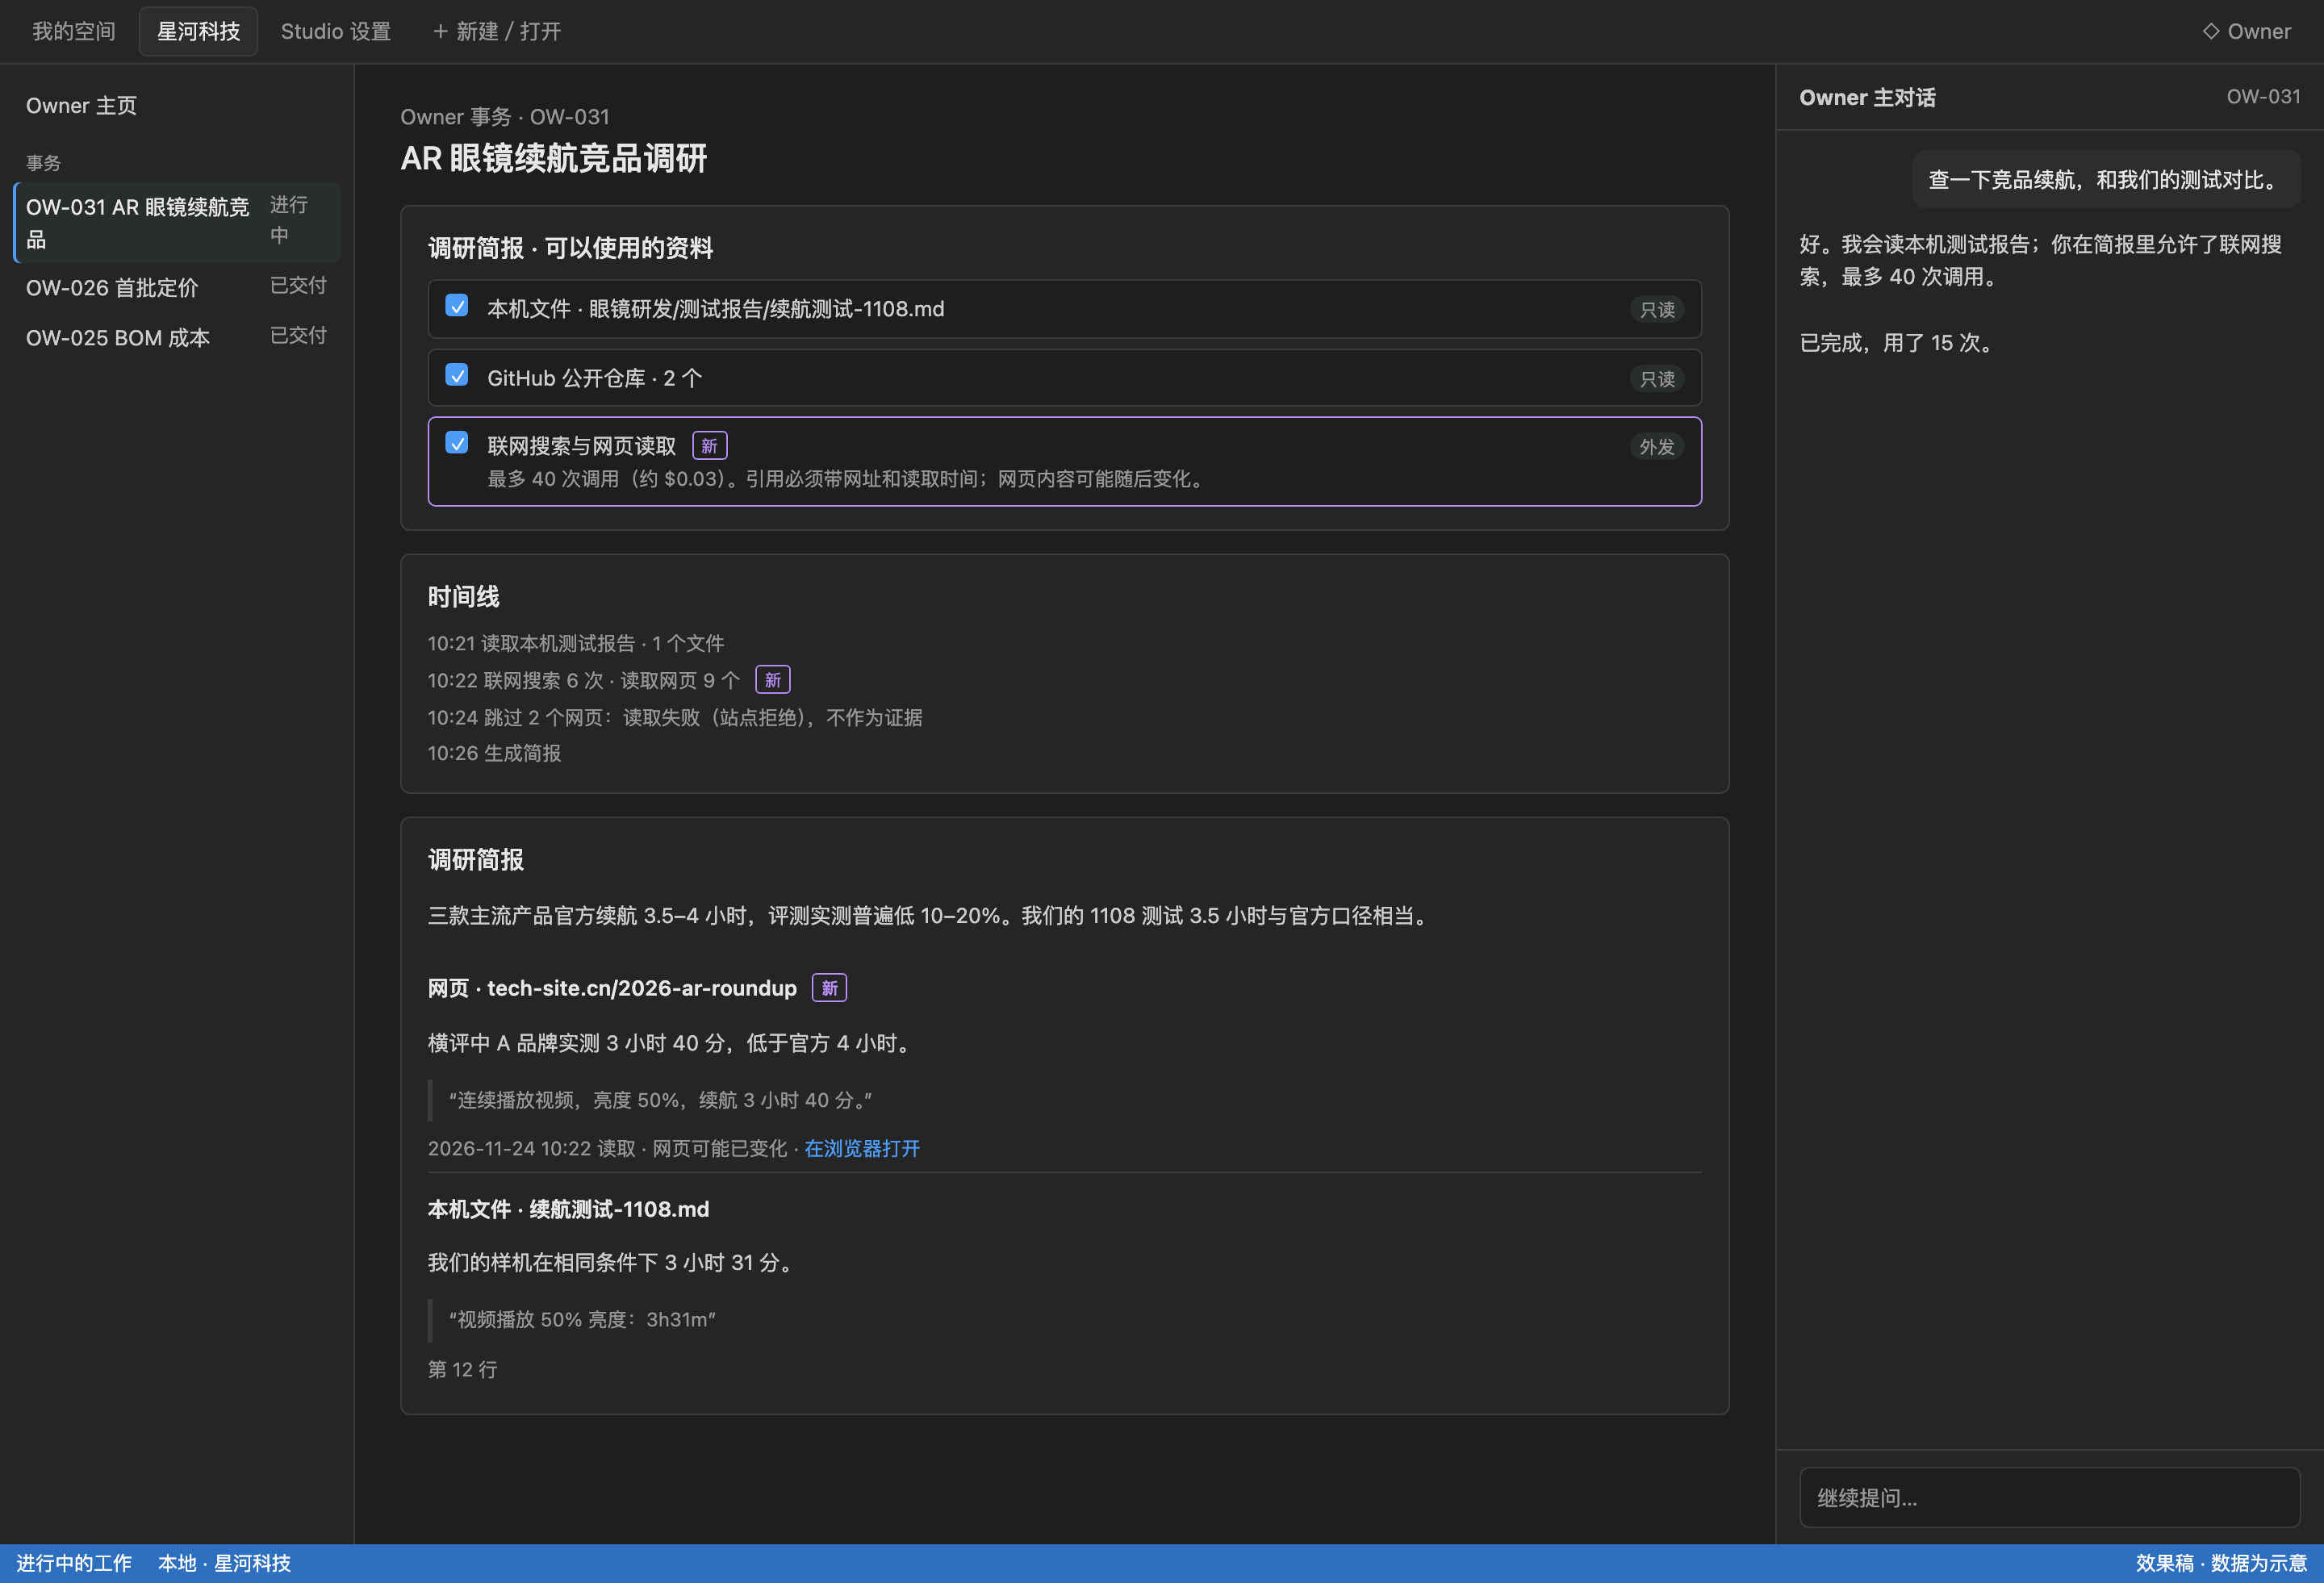 我的空间
星河科技
Studio 设置
+ 新建 / 打开
◇ Owner
Owner 主页
事务
OW-031 AR 眼镜续航竞品
进行中
OW-026 首批定价
已交付
OW-025 BOM 成本
已交付
Owner 事务 · OW-031
AR 眼镜续航竞品调研
调研简报 · 可以使用的资料
本机文件 · 眼镜研发/测试报告/续航测试-1108.md
只读
GitHub 公开仓库 · 2 个
只读
联网搜索与网页读取 新
外发
最多 40 次调用（约 $0.03）。引用必须带网址和读取时间；网页内容可能随后变化。
时间线
10:21 读取本机测试报告 · 1 个文件
10:22 联网搜索 6 次 · 读取网页 9 个 新
10:24 跳过 2 个网页：读取失败（站点拒绝），不作为证据
10:26 生成简报
调研简报
三款主流产品官方续航 3.5–4 小时，评测实测普遍低 10–20%。我们的 1108 测试 3.5 小时与官方口径相当。
网页 · tech-site.cn/2026-ar-roundup 新
横评中 A 品牌实测 3 小时 40 分，低于官方 4 小时。
“连续播放视频，亮度 50%，续航 3 小时 40 分。”
2026-11-24 10:22 读取 · 网页可能已变化 · 在浏览器打开
本机文件 · 续航测试-1108.md
我们的样机在相同条件下 3 小时 31 分。
“视频播放 50% 亮度：3h31m”
第 12 行
Owner 主对话
OW-031
查一下竞品续航，和我们的测试对比。
好。我会读本机测试报告；你在简报里允许了联网搜
索，最多 40 次调用。
已完成，用了 15 次。
继续提问...
进行中的工作
本地 · 星河科技
效果稿 · 数据为示意